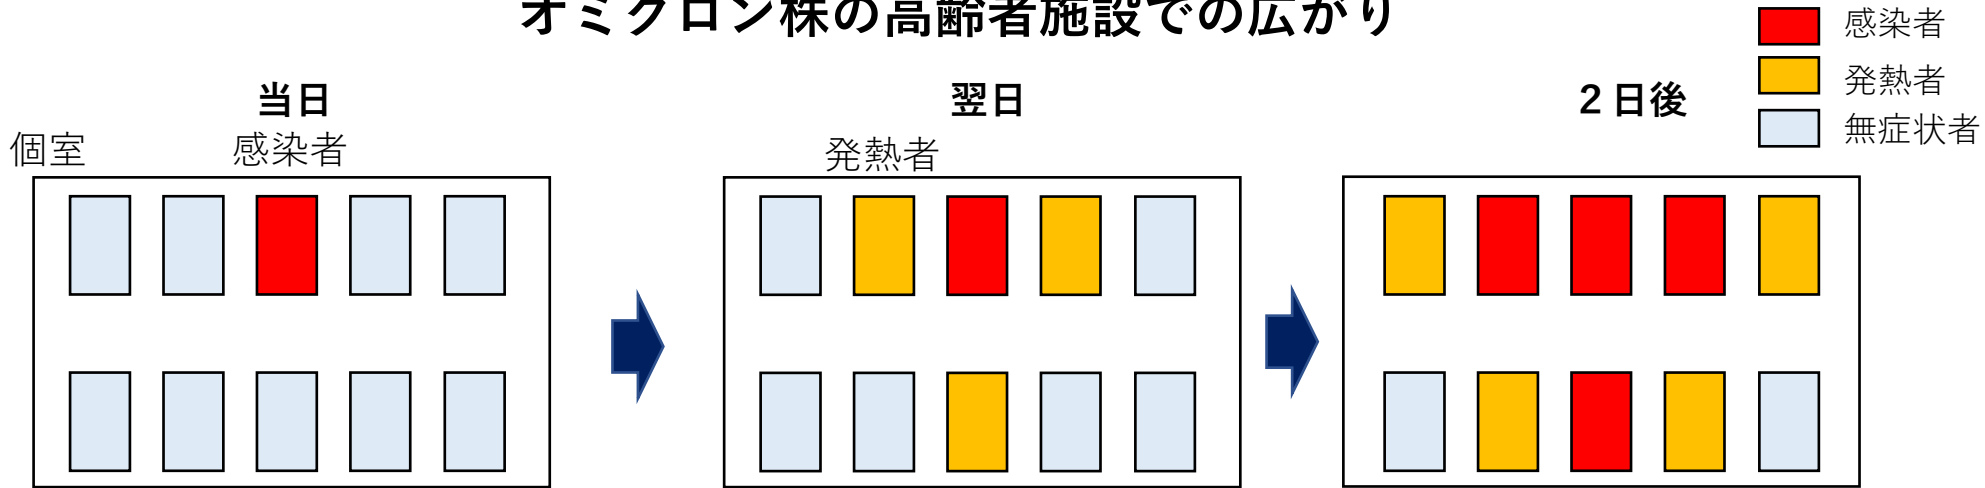 オミクロン株の高齢者施設での広がり
感染者
発熱者
無症状者
当日
翌日
2日後
個室
感染者
発熱者